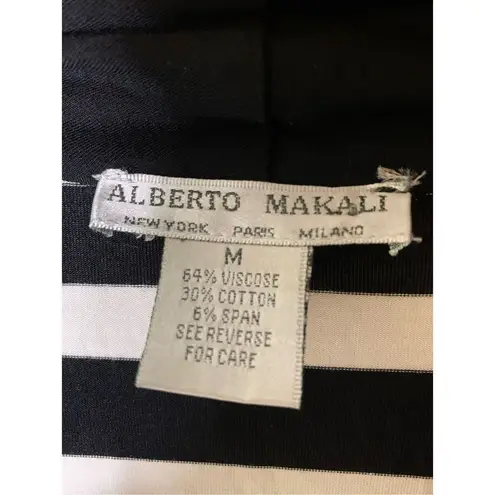 ALBERTO MAKALI
NEW YORK PARIS MILANO
M
64% VISCOSE
30% COTTON
6% SPAN
SEE REVERSE
FOR CARE